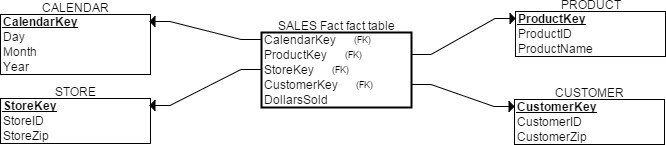 CALENDAR
CalendarKey
Day
Month
Year
STORE
StoreKey
StoreID
StoreZip
SALES Fact fact table
CalendarKey (FK)
ProductKey (FK)
StoreKey (FK)
CustomerKey (FK)
DollarsSold
PRODUCT
ProductKey
ProductID
ProductName
CUSTOMER
CustomerKey
CustomerID
CustomerZip